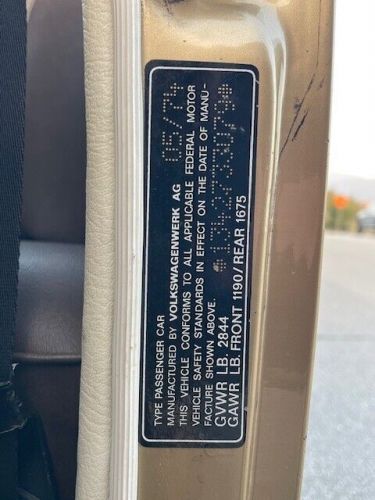 TYPE PASSENGER CAR
MANUFACTURED BY VOLKSWAGENWERK AG 05/74
THIS VEHICLE CONFORMS TO ALL APPLICABLE FEDERAL MOTOR
VEHICLE SAFETY STANDARDS IN EFFECT ON THE DATE OF MANU-
FACTURE SHOWN ABOVE.
GVWR LB. 2844
GAWR LB. FRONT 1190/REAR 1675